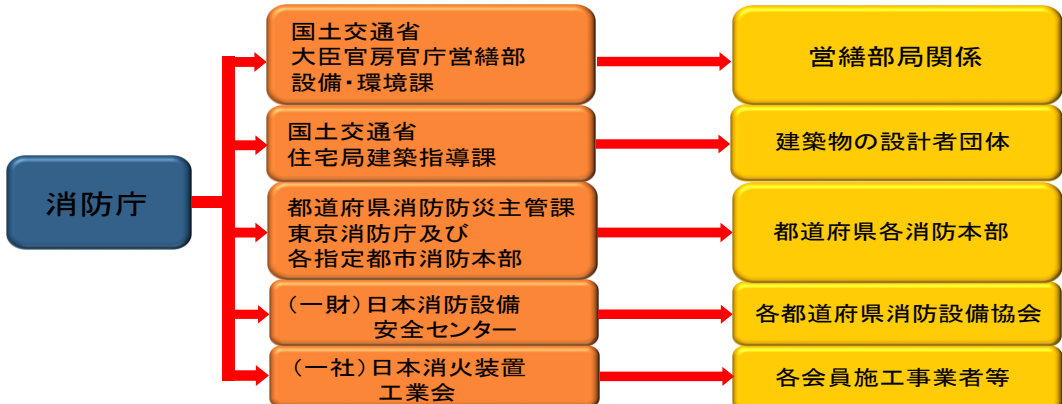 消防庁
国土交通省
大臣官房官庁営繕部
設備・環境課
営繕部局関係
国土交通省
住宅局建築指導課
建築物の設計者団体
都道府県消防防災主管課
東京消防庁及び
各指定都市消防本部
都道府県各消防本部
(一財)日本消防設備
安全センター
各都道府県消防設備協会
(一社)日本消火装置
工業会
各会員施工事業者等